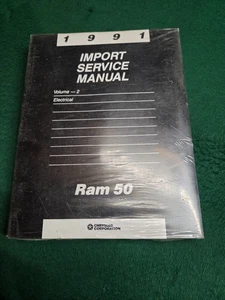 1991
IMPORT
SERVICE
MANUAL
Volume — 2
Electrical
Ram 50
CHRYSLER
CORPORATION